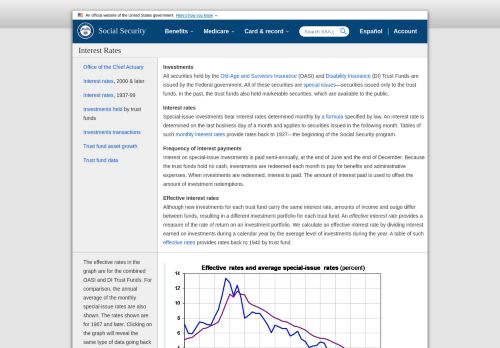 An official website of the United States government. Here's how you know
Social Security
Benefits
Medicare
Card & record
Search SSA.g
Español
Account
Interest Rates
Office of the Chief Actuary
Interest rates, 2000 & later
Interest rates, 1937-99
Investments held by trust
funds
Investments transactions
Trust fund asset growth
Trust fund data
Investments
All securities held by the Old-Age and Survivors Insurance (OASI) and Disability Insurance (DI) Trust Funds are
issued by the Federal government. All of these securities are special issues—securities issued only to the trust
funds. In the past, the trust funds also held marketable securities, which are available to the public.
Interest rates
Special-issue investments bear interest rates determined monthly by a formula specified by law. An interest rate is
determined on the last business day of a month and applies to securities issued in the following month. Tables of
such monthly interest rates provide rates back to 1937—the beginning of the Social Security program.
Frequency of interest payments
Interest on special-issue investments is paid semi-annually, at the end of June and the end of December. Because
the trust funds hold no cash, investments are redeemed each month to pay for benefits and administrative
expenses. When investments are redeemed, interest is paid. The amount of interest paid is used to offset the
amount of investment redemptions.
Effective interest rates
Although new investments for each trust fund carry the same interest rate, amounts of income and outgo differ
between funds, resulting in a different investment portfolio for each trust fund. An effective interest rate provides a
measure of the rate of return on an investment portfolio. We calculate an effective interest rate by dividing interest
earned on investments during a calendar year by the average level of investments during the year. A table of such
effective rates provides rates back to 1940 by trust fund.
The effective rates in the
graph are for the combined
OASI and DI Trust Funds. For
comparison, the annual
average of the monthly
special-issue rates are also
shown. The rates shown are
for 1967 and later. Clicking on
the graph will reveal the
same type of data going back
Effective rates and average special-issue rates (percent)
14
12
10
8
6
4